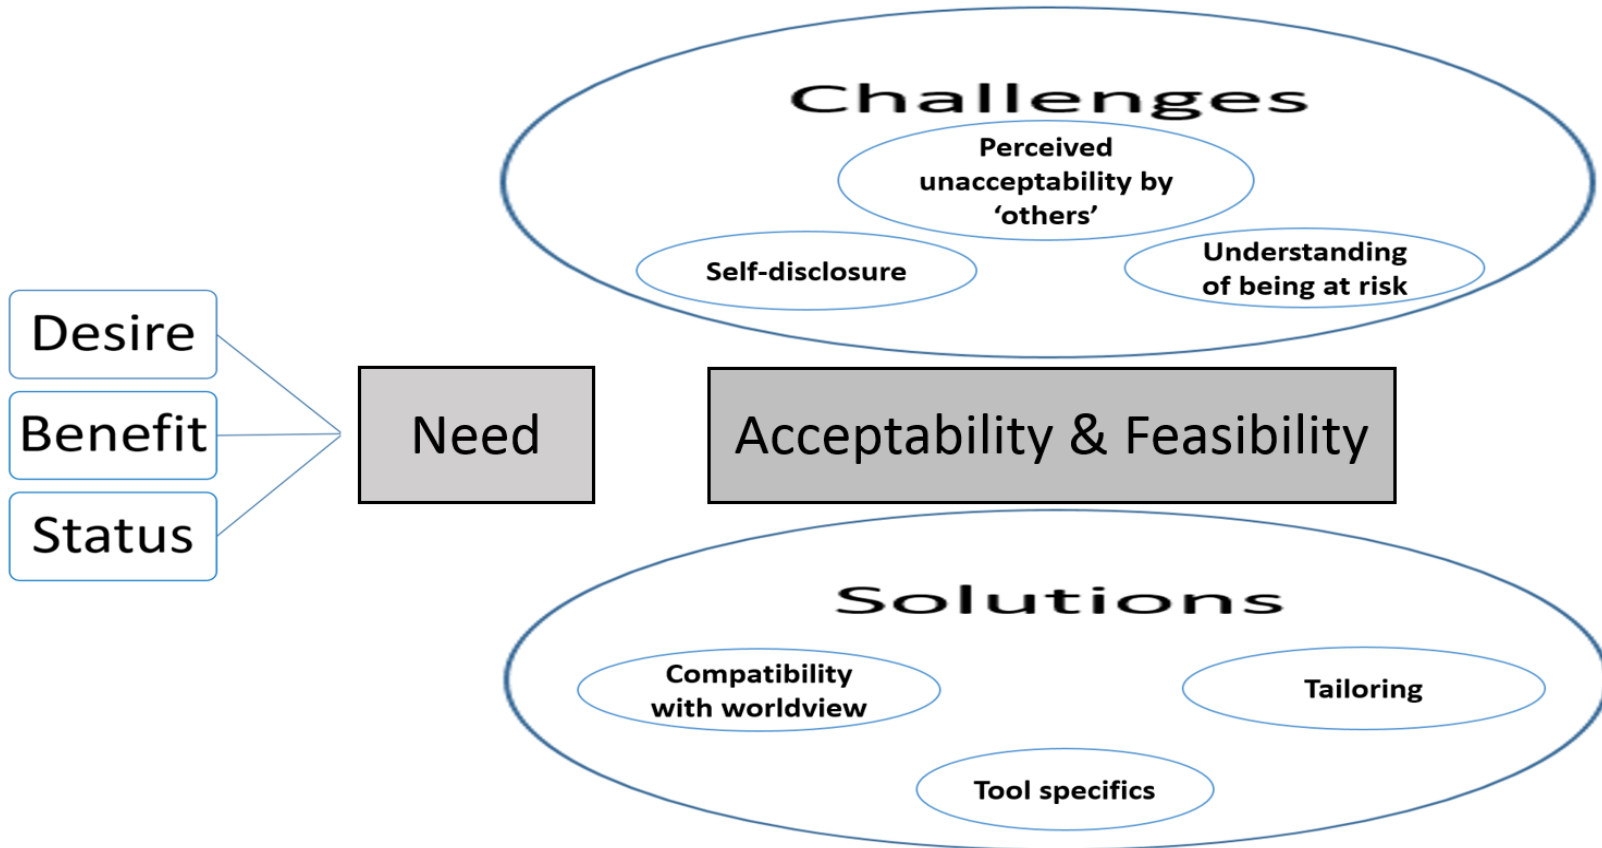 Challenges
Perceived
unacceptability by
‘others’
Self-disclosure
Understanding
of being at risk
Desire
Benefit
Status
Need
Acceptability & Feasibility
Solutions
Compatibility
with worldview
Tailoring
Tool specifics